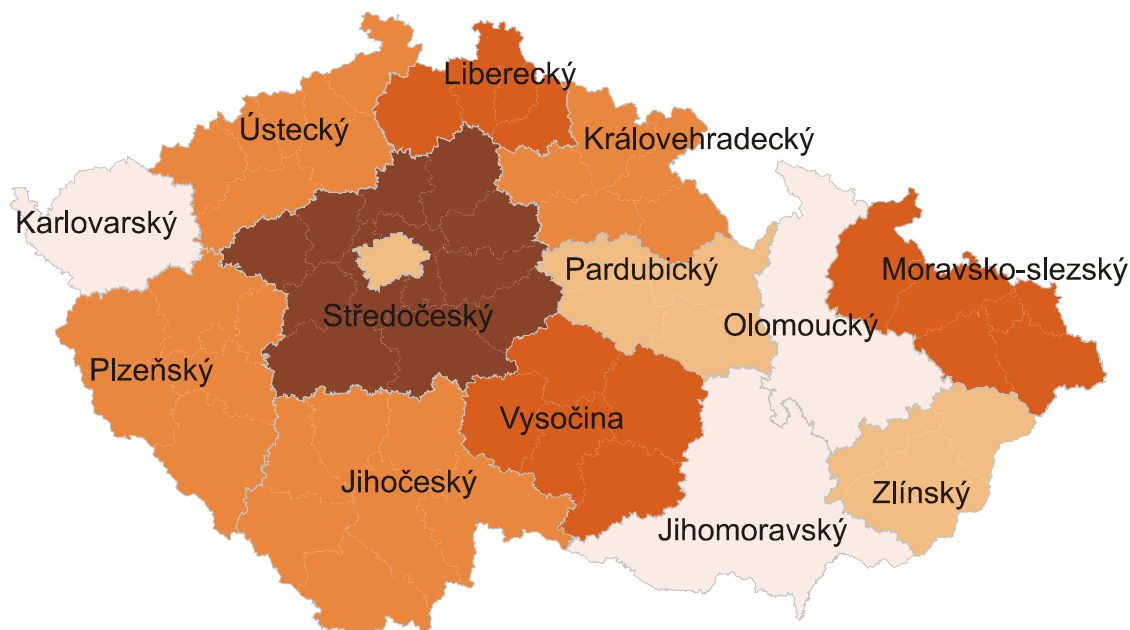 Liberecký
Ústecký
Královehradecký
Karlovarský
Pardubický
Moravsko-slezský
Středočeský
Olomoucký
Plzeňský
Vysočina
Jihočeský
Zlínský
Jihomoravský